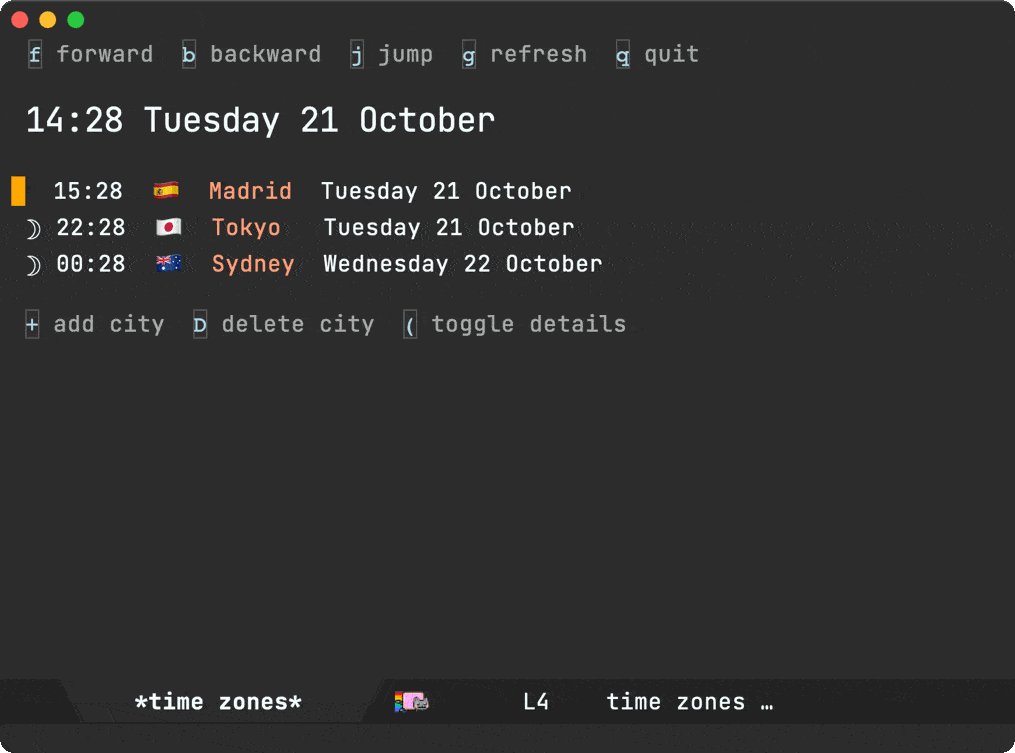 f forward b backward j jump g refresh q quit
14:28 Tuesday 21 October
15:28 🇪🇸 Madrid Tuesday 21 October
☽ 22:28 🇯🇵 Tokyo Tuesday 21 October
☽ 00:28 🇦🇺 Sydney Wednesday 22 October
+ add city D delete city ( toggle details
*time zones* L4 time zones …